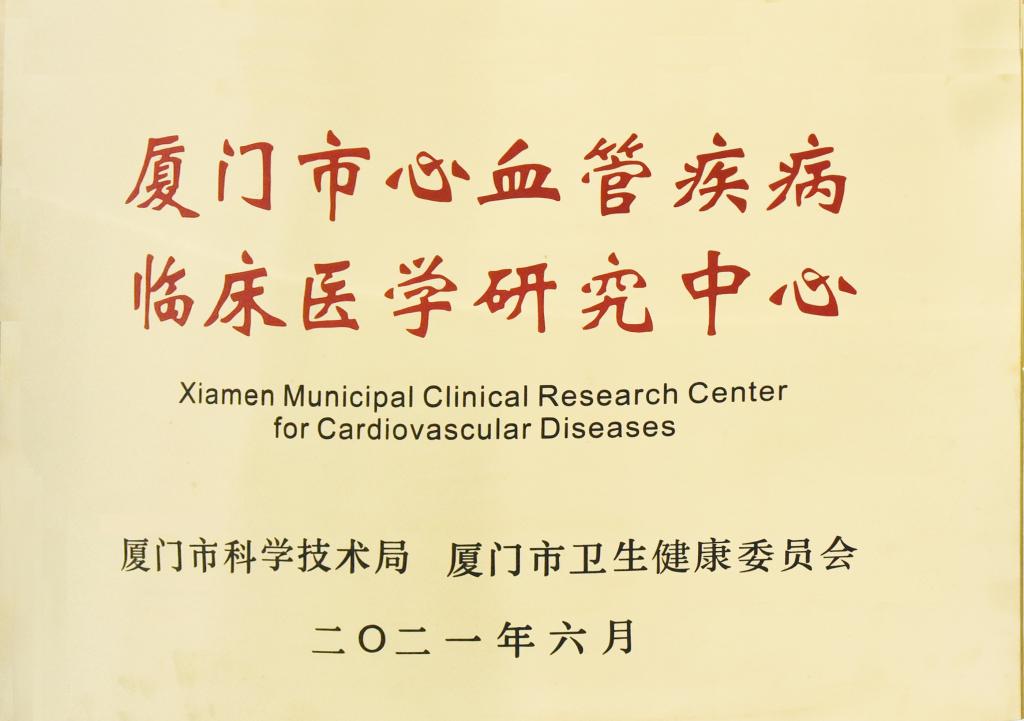 厦门市心血管疾病
临床医学研究中心
Xiamen Municipal Clinical Research Center
for Cardiovascular Diseases
厦门市科学技术局 厦门市卫生健康委员会
二〇二一年六月